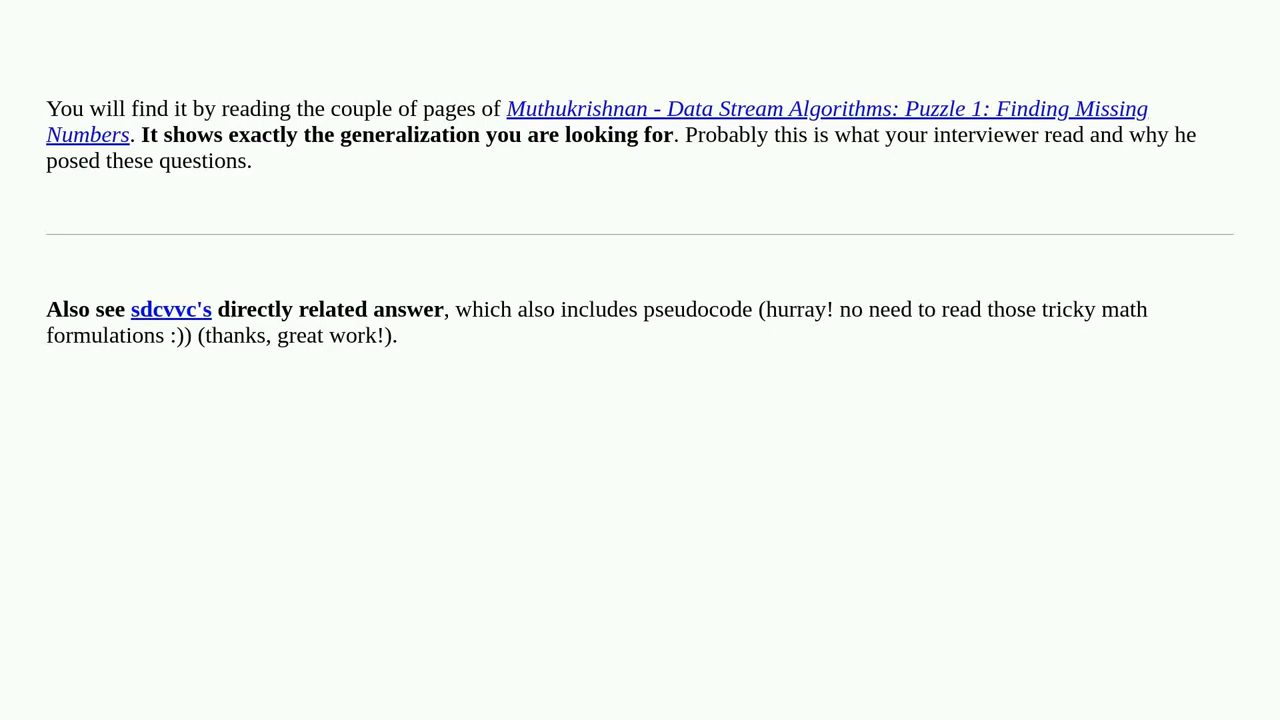 You will find it by reading the couple of pages of Muthukrishnan - Data Stream Algorithms: Puzzle 1: Finding Missing
Numbers. It shows exactly the generalization you are looking for. Probably this is what your interviewer read and why he
posed these questions.
Also see sdcvvc's directly related answer, which also includes pseudocode (hurray! no need to read those tricky math
formulations :)) (thanks, great work!).